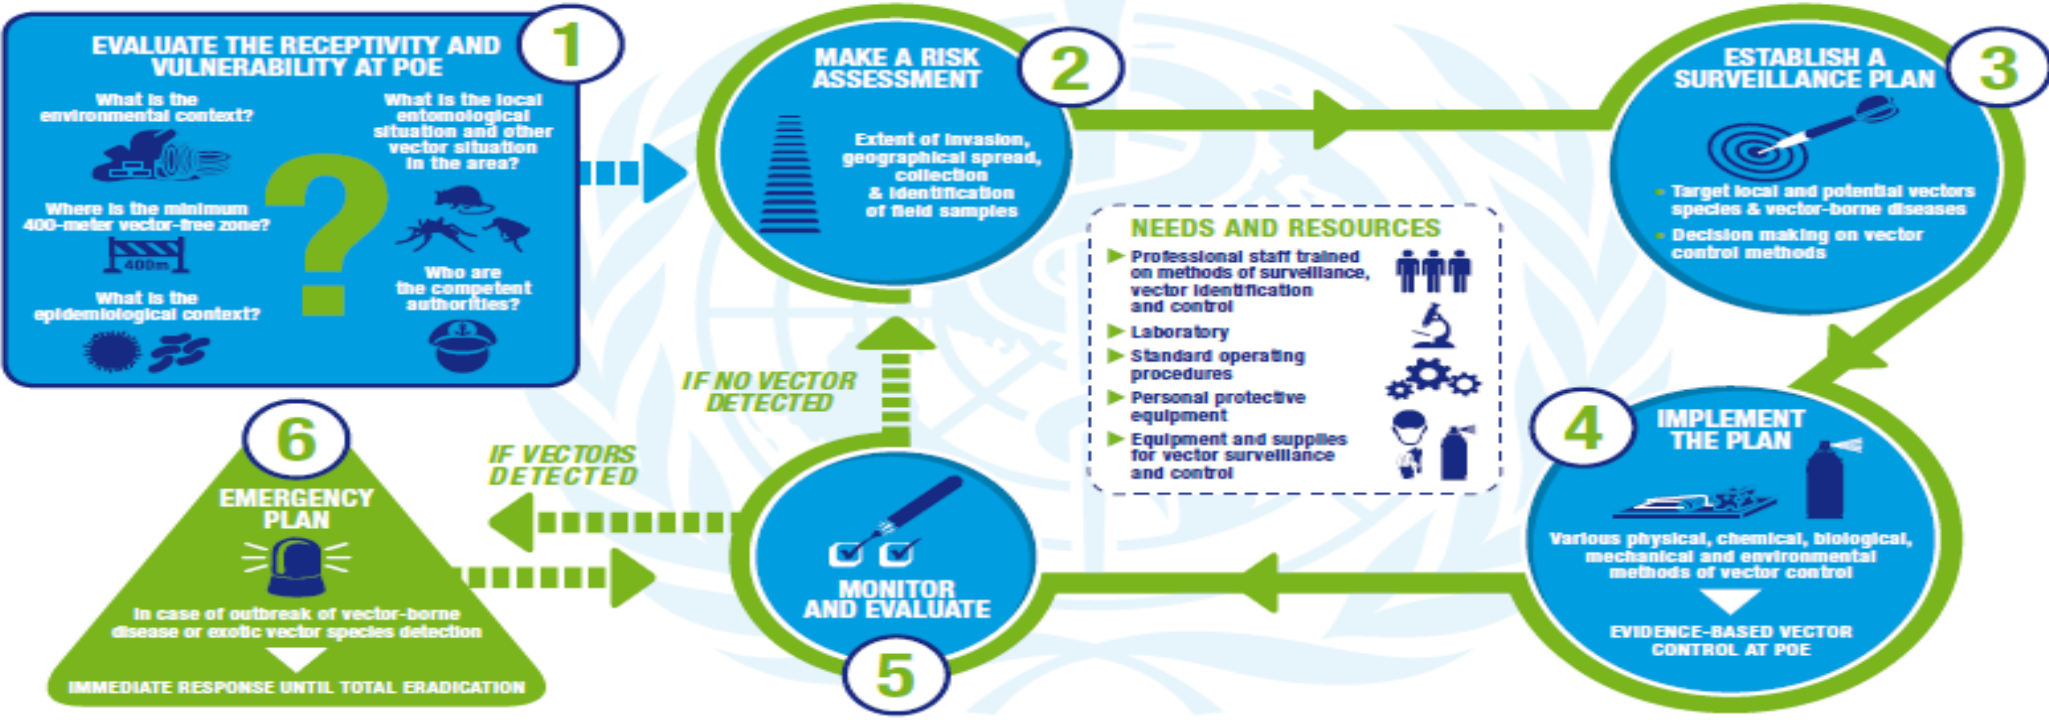 1
EVALUATE THE RECEPTIVITY AND
VULNERABILITY AT POE
What is the
environmental context?
Where is the minimum
400-meter vector-free zone?
400m
What is the
epidemiological context?
?
What is the local
entomological
situation and other
vector situation
in the area?
Who are
the competent
authorities?
2
MAKE A RISK
ASSESSMENT
Extent of invasion,
geographical spread,
collection
& identification
of field samples
3
ESTABLISH A
SURVEILLANCE PLAN
• Target local and potential vectors
species & vector-borne diseases
• Decision making on vector
control methods
NEEDS AND RESOURCES
Professional staff trained
on methods of surveillance,
vector identification
and control
Laboratory
Standard operating
procedures
Personal protective
equipment
Equipment and supplies
for vector surveillance
and control
4
IMPLEMENT
THE PLAN
Various physical, chemical, biological,
mechanical and environmental
methods of vector control
EVIDENCE-BASED VECTOR
CONTROL AT POE
IF NO VECTOR
DETECTED
5
MONITOR
AND EVALUATE
IF VECTORS
DETECTED
6
EMERGENCY
PLAN
In case of outbreak of vector-borne
disease or exotic vector species detection
IMMEDIATE RESPONSE UNTIL TOTAL ERADICATION